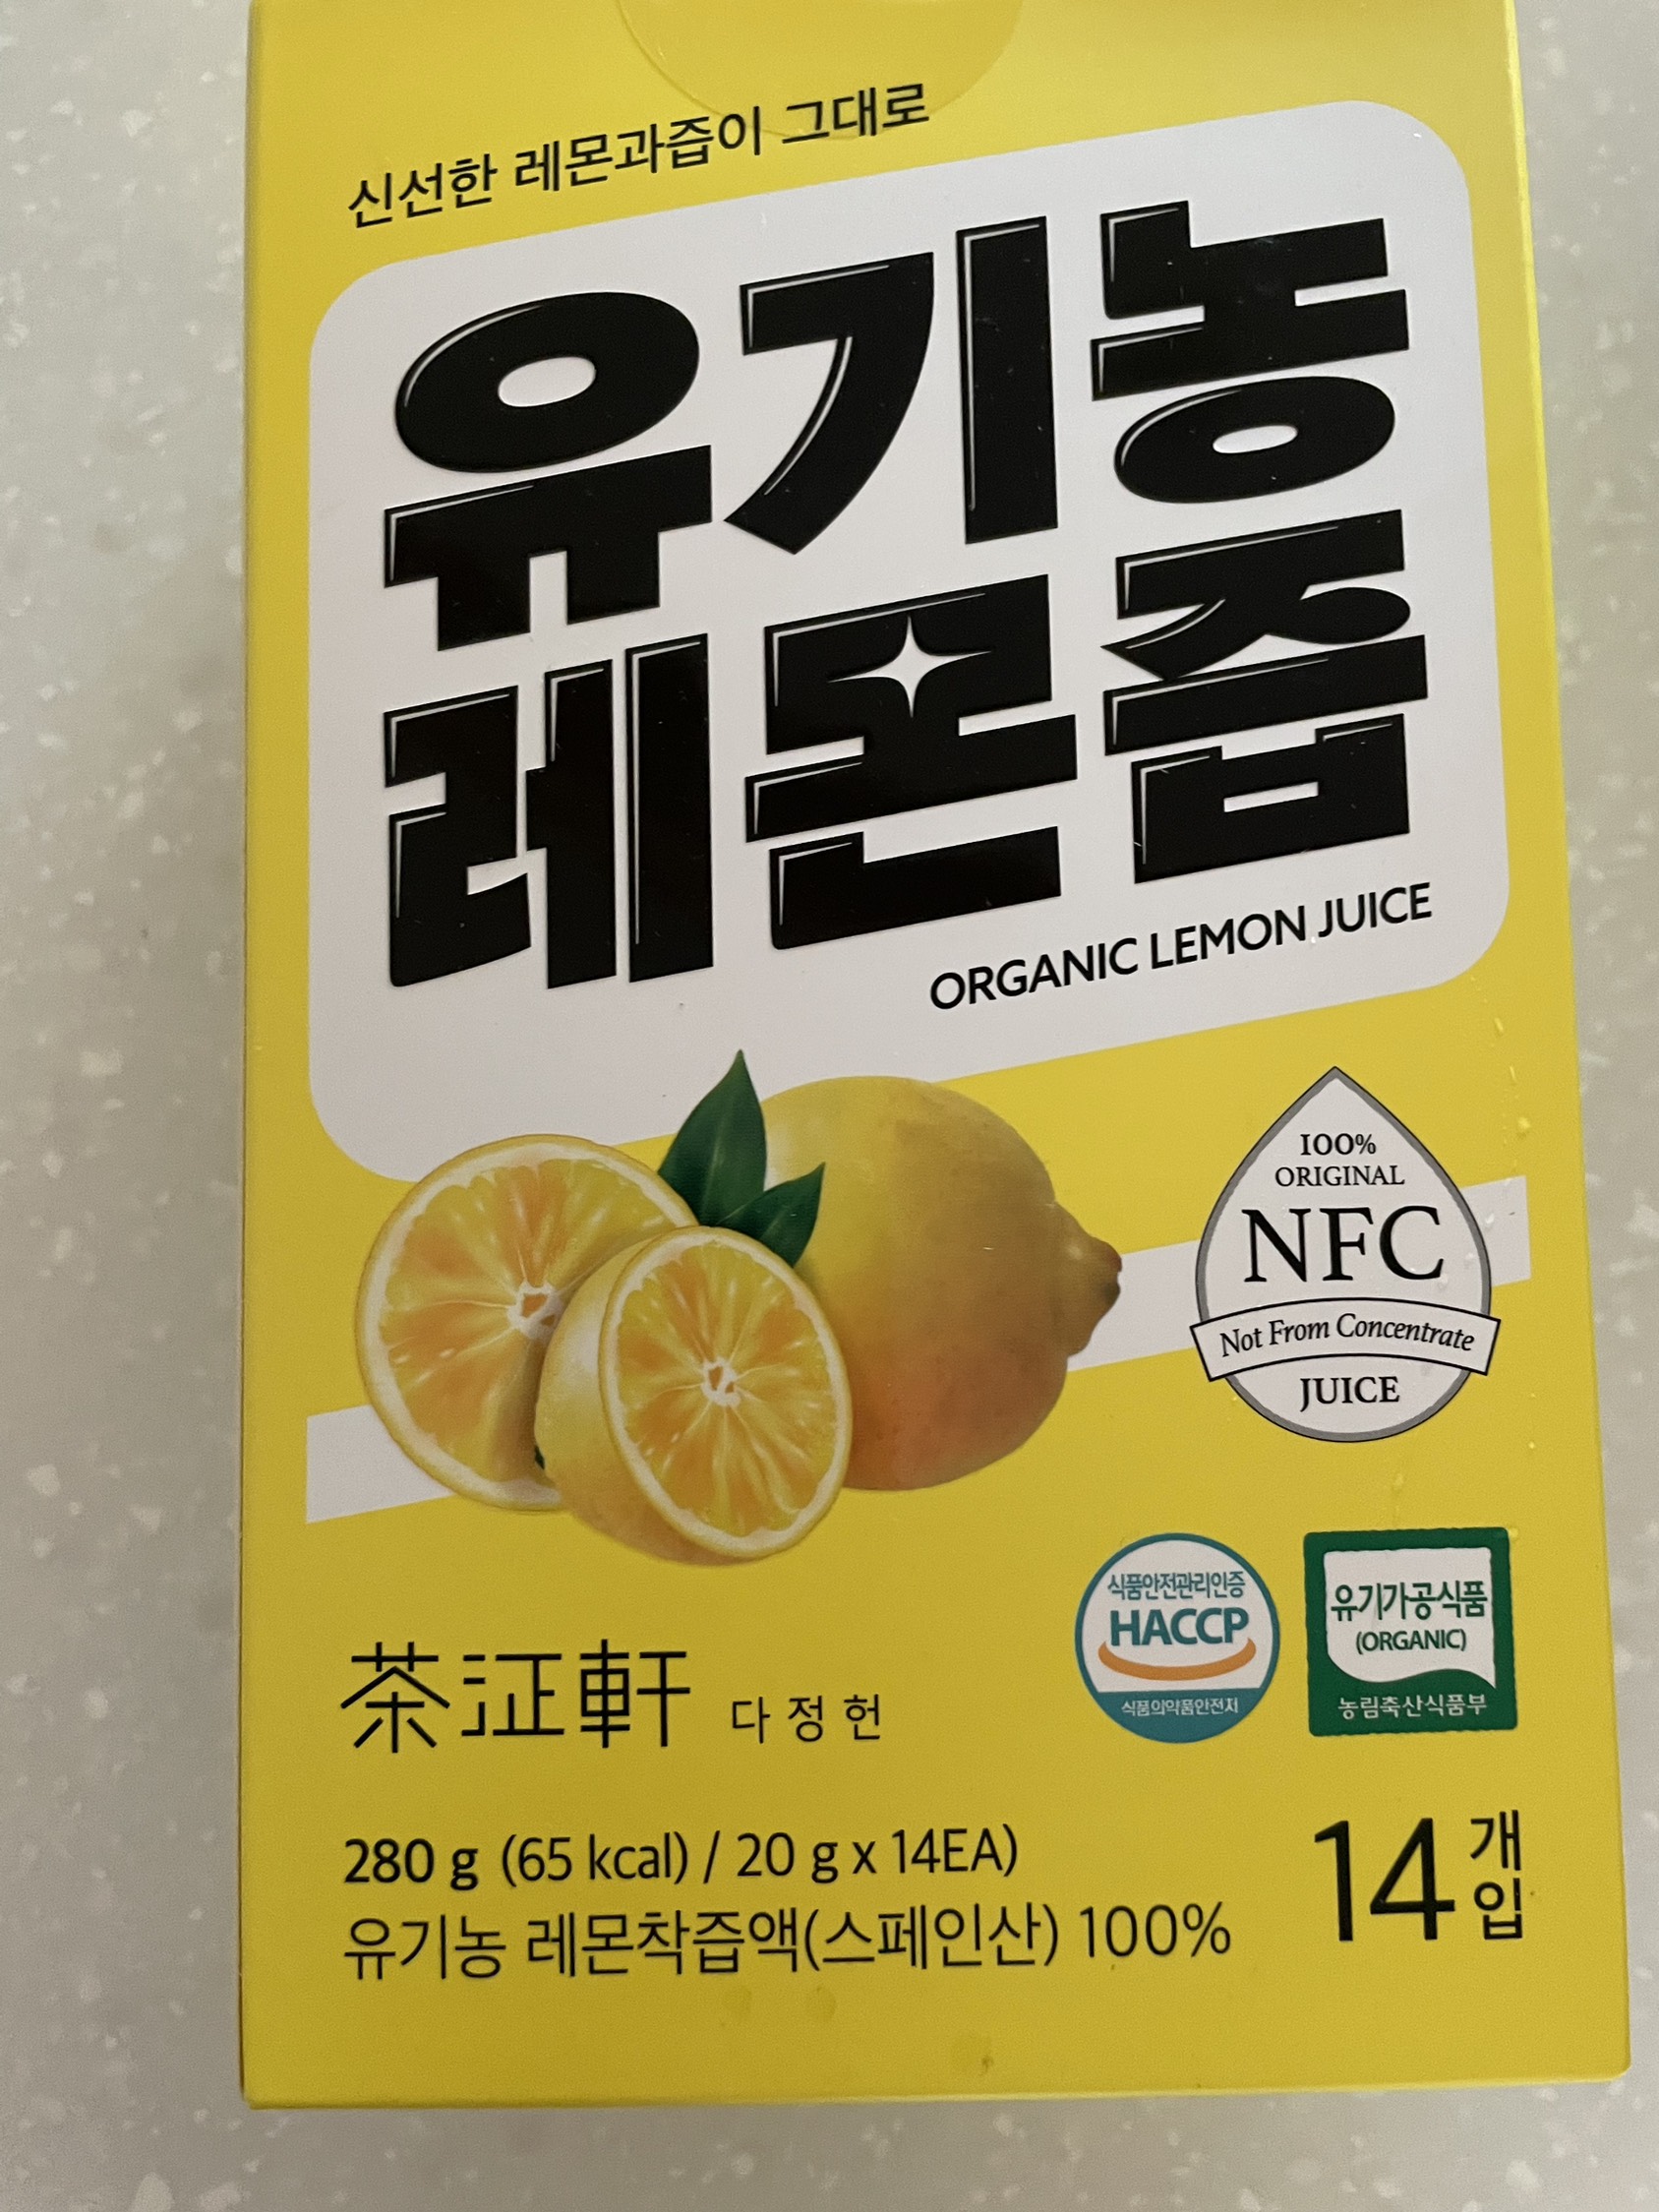 신선한 레몬과즙이 그대로
유기농
레몬즙
ORGANIC LEMON JUICE
100%
ORIGINAL
NFC
Not From Concentrate
JUICE
식품안전관리인증
HACCP
식품의약품안전처
유기가공식품
(ORGANIC)
농림축산식품부
茶泟軒 다정헌
280 g (65 kcal) / 20 g x 14EA)
유기농 레몬착즙액(스페인산) 100%
14개입